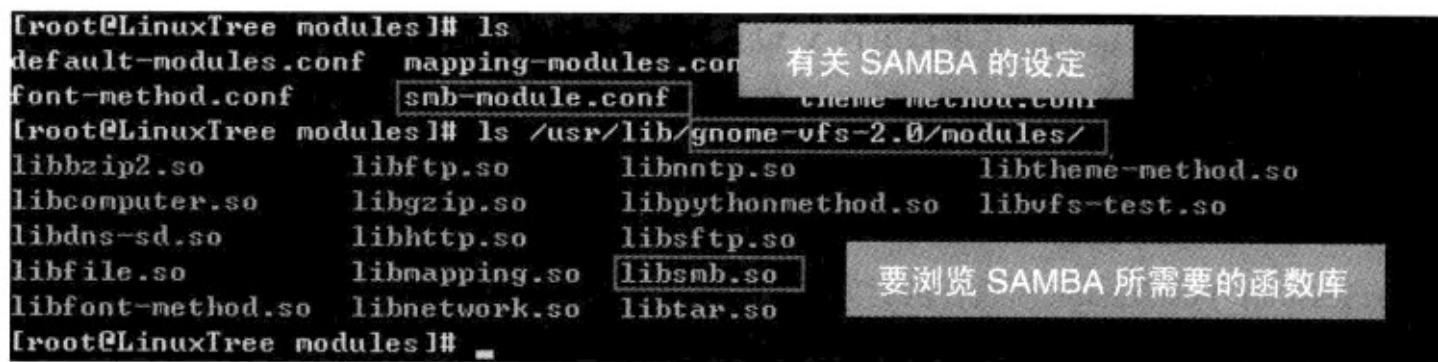 [root@LinuxTree modules]# ls
default-modules.conf mapping-modules.con
有关 SAMBA 的设定
font-method.conf smb-module.conf theme-method.conf
[root@LinuxTree modules]# ls /usr/lib/gnome-vfs-2.0/modules/
libbzip2.so libftp.so libnntp.so libtheme-method.so
libcomputer.so libgzip.so libpythonmethod.so libvfs-test.so
libdns-sd.so libhttp.so libsftp.so
libfile.so libmapping.so libsmb.so
要浏览 SAMBA 所需要的函数库
libfont-method.so libnetwork.so libtar.so
[root@LinuxTree modules]#